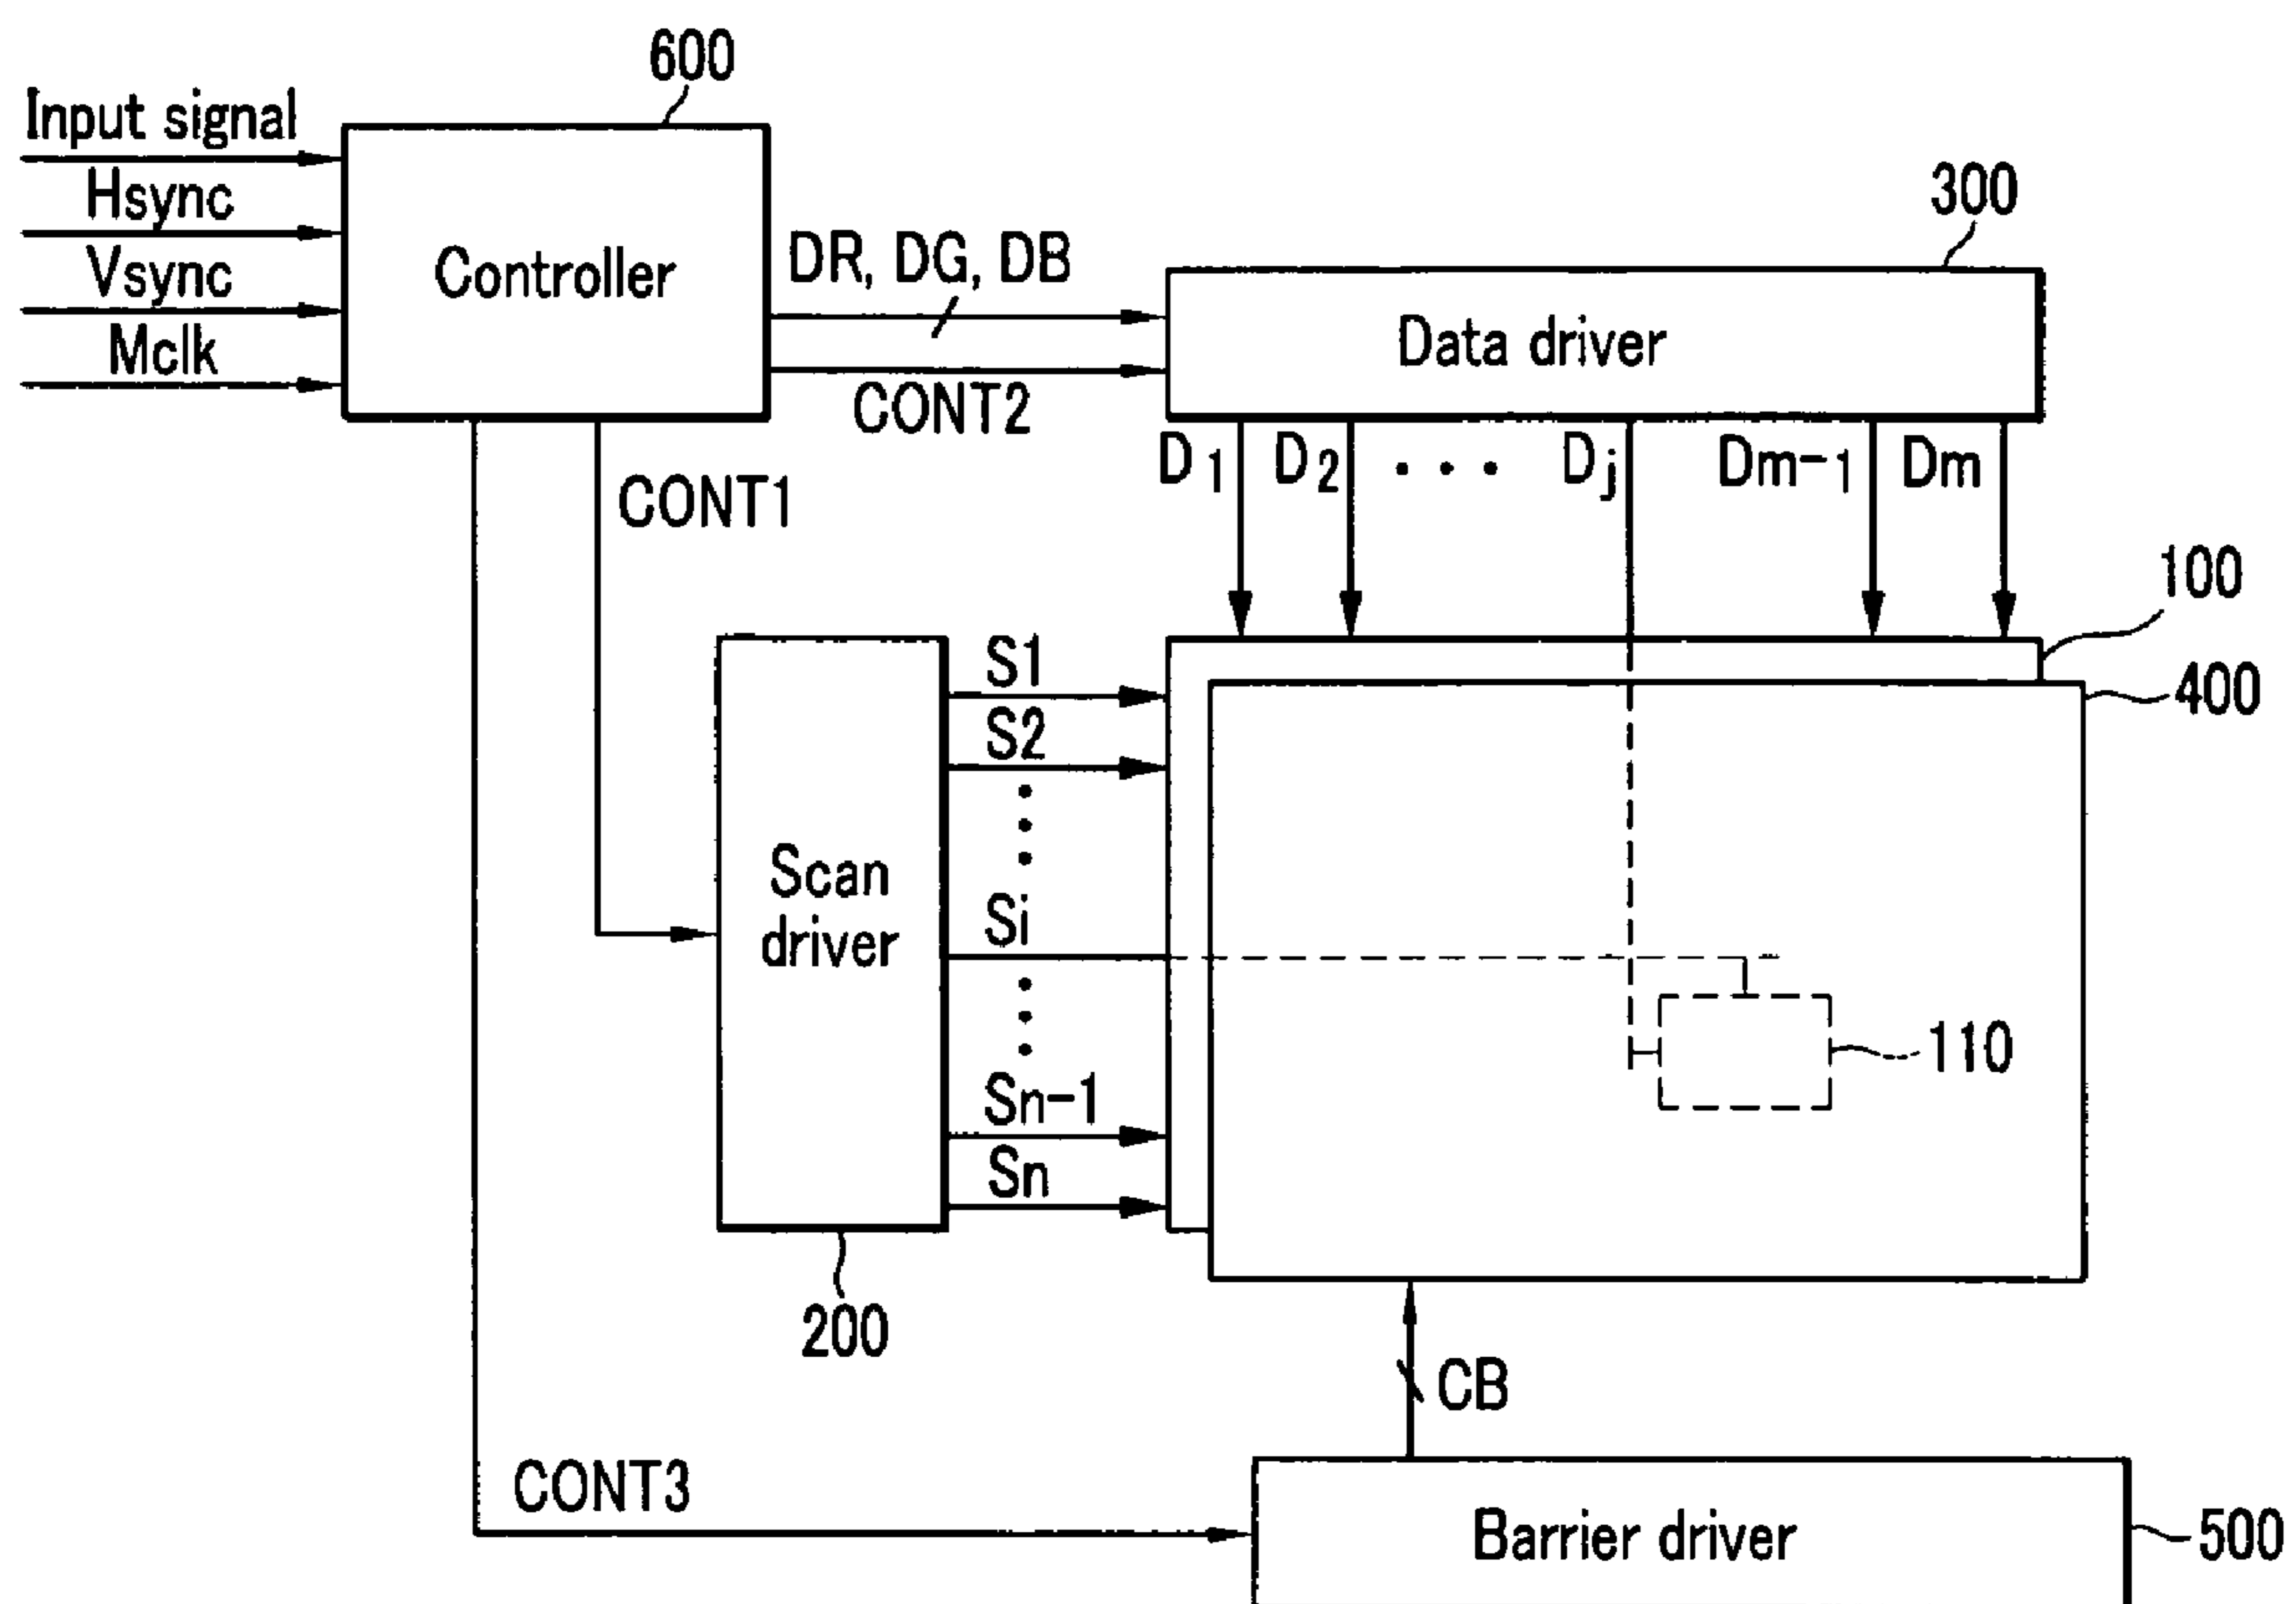 600
Input signal
Hsync
Vsync
Mclk
Controller
DR, DG, DB
CONT2
300
Data driver
D1 D2 • • • Dj Dm-1 Dm
CONT1
100
400
S1
S2
Scan
driver
Si
Sn-1
Sn
110
200
CB
CONT3
Barrier driver
500